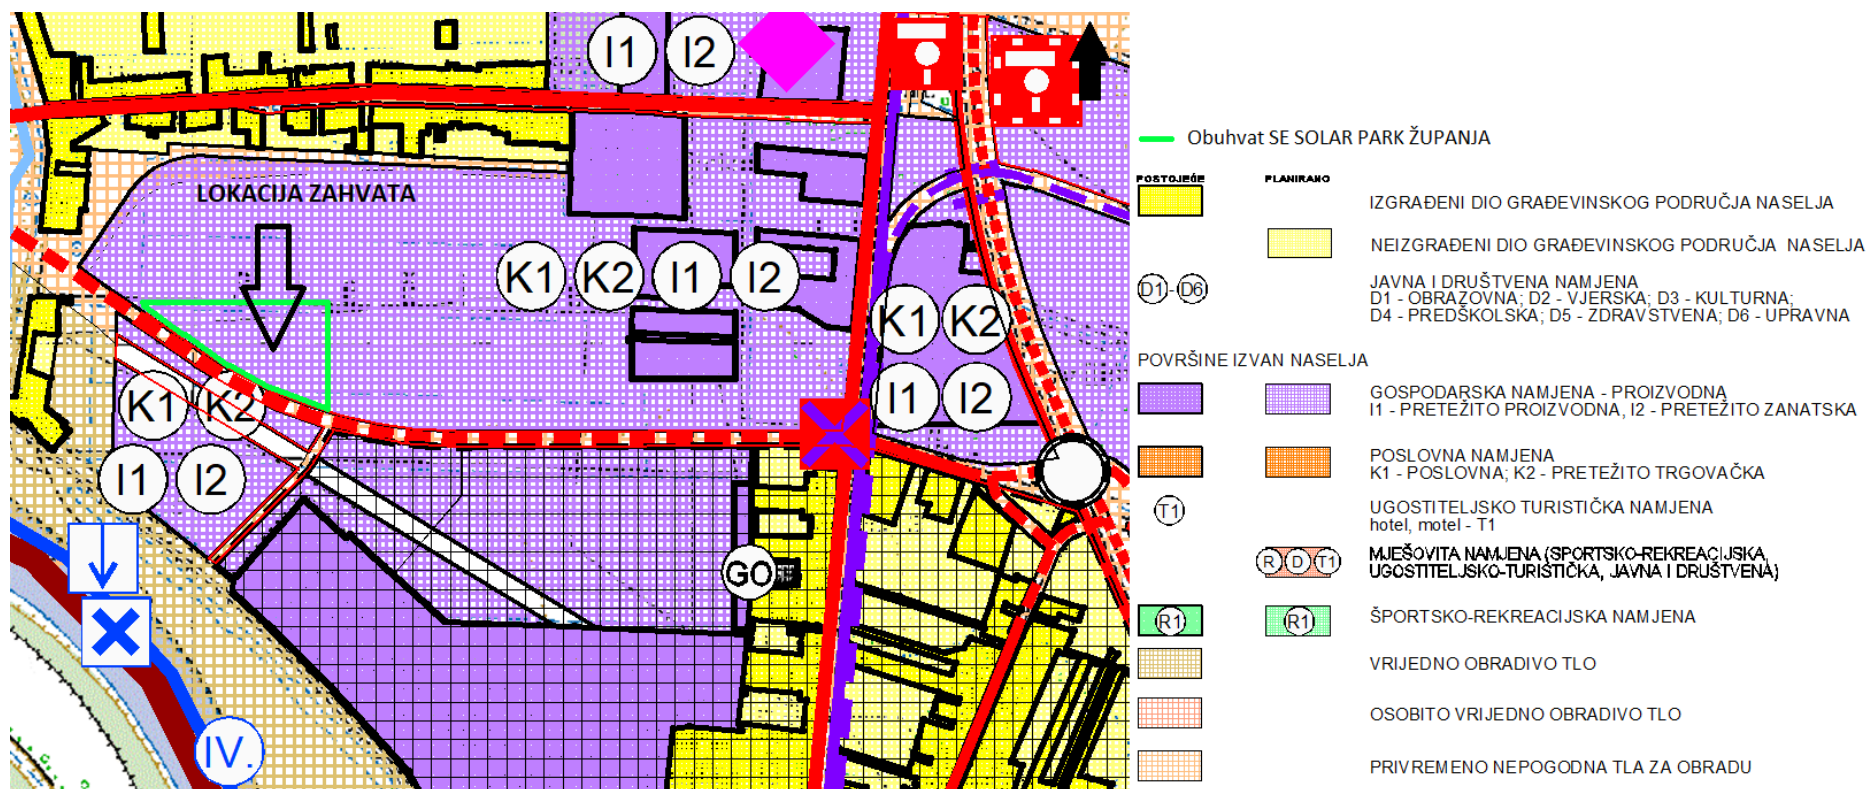 I1 I2
LOKACIJA ZAHVATA
K1 K2 I1 I2
K1 K2
I1 I2
K1 K2
I1 I2
GO
IV.
Obuhvat SE SOLAR PARK ŽUPANJA
POSTOJEĆE PLANIRANO
IZGRAĐENI DIO GRAĐEVINSKOG PODRUČJA NASELJA
NEIZGRAĐENI DIO GRAĐEVINSKOG PODRUČJA NASELJA
D1 - D6 JAVNA I DRUŠTVENA NAMJENA
D1 - OBRAZOVNA; D2 - VJERSKA; D3 - KULTURNA;
D4 - PREDŠKOLSKA; D5 - ZDRAVSTVENA; D6 - UPRAVNA
POVRŠINE IZVAN NASELJA
GOSPODARSKA NAMJENA - PROIZVODNA
I1 - PRETEŽITO PROIZVODNA, I2 - PRETEŽITO ZANATSKA
POSLOVNA NAMJENA
K1 - POSLOVNA; K2 - PRETEŽITO TRGOVAČKA
T1 UGOSTITELJSKO TURISTIČKA NAMJENA
hotel, motel - T1
R D T1 MJEŠOVITA NAMJENA (SPORTSKO-REKREACIJSKA,
UGOSTITELJSKO-TURISTIČKA, JAVNA I DRUŠTVENA)
R1 R1 ŠPORTSKO-REKREACIJSKA NAMJENA
VRIJEDNO OBRADIVO TLO
OSOBITO VRIJEDNO OBRADIVO TLO
PRIVREMENO NEPOGODNA TLA ZA OBRADU